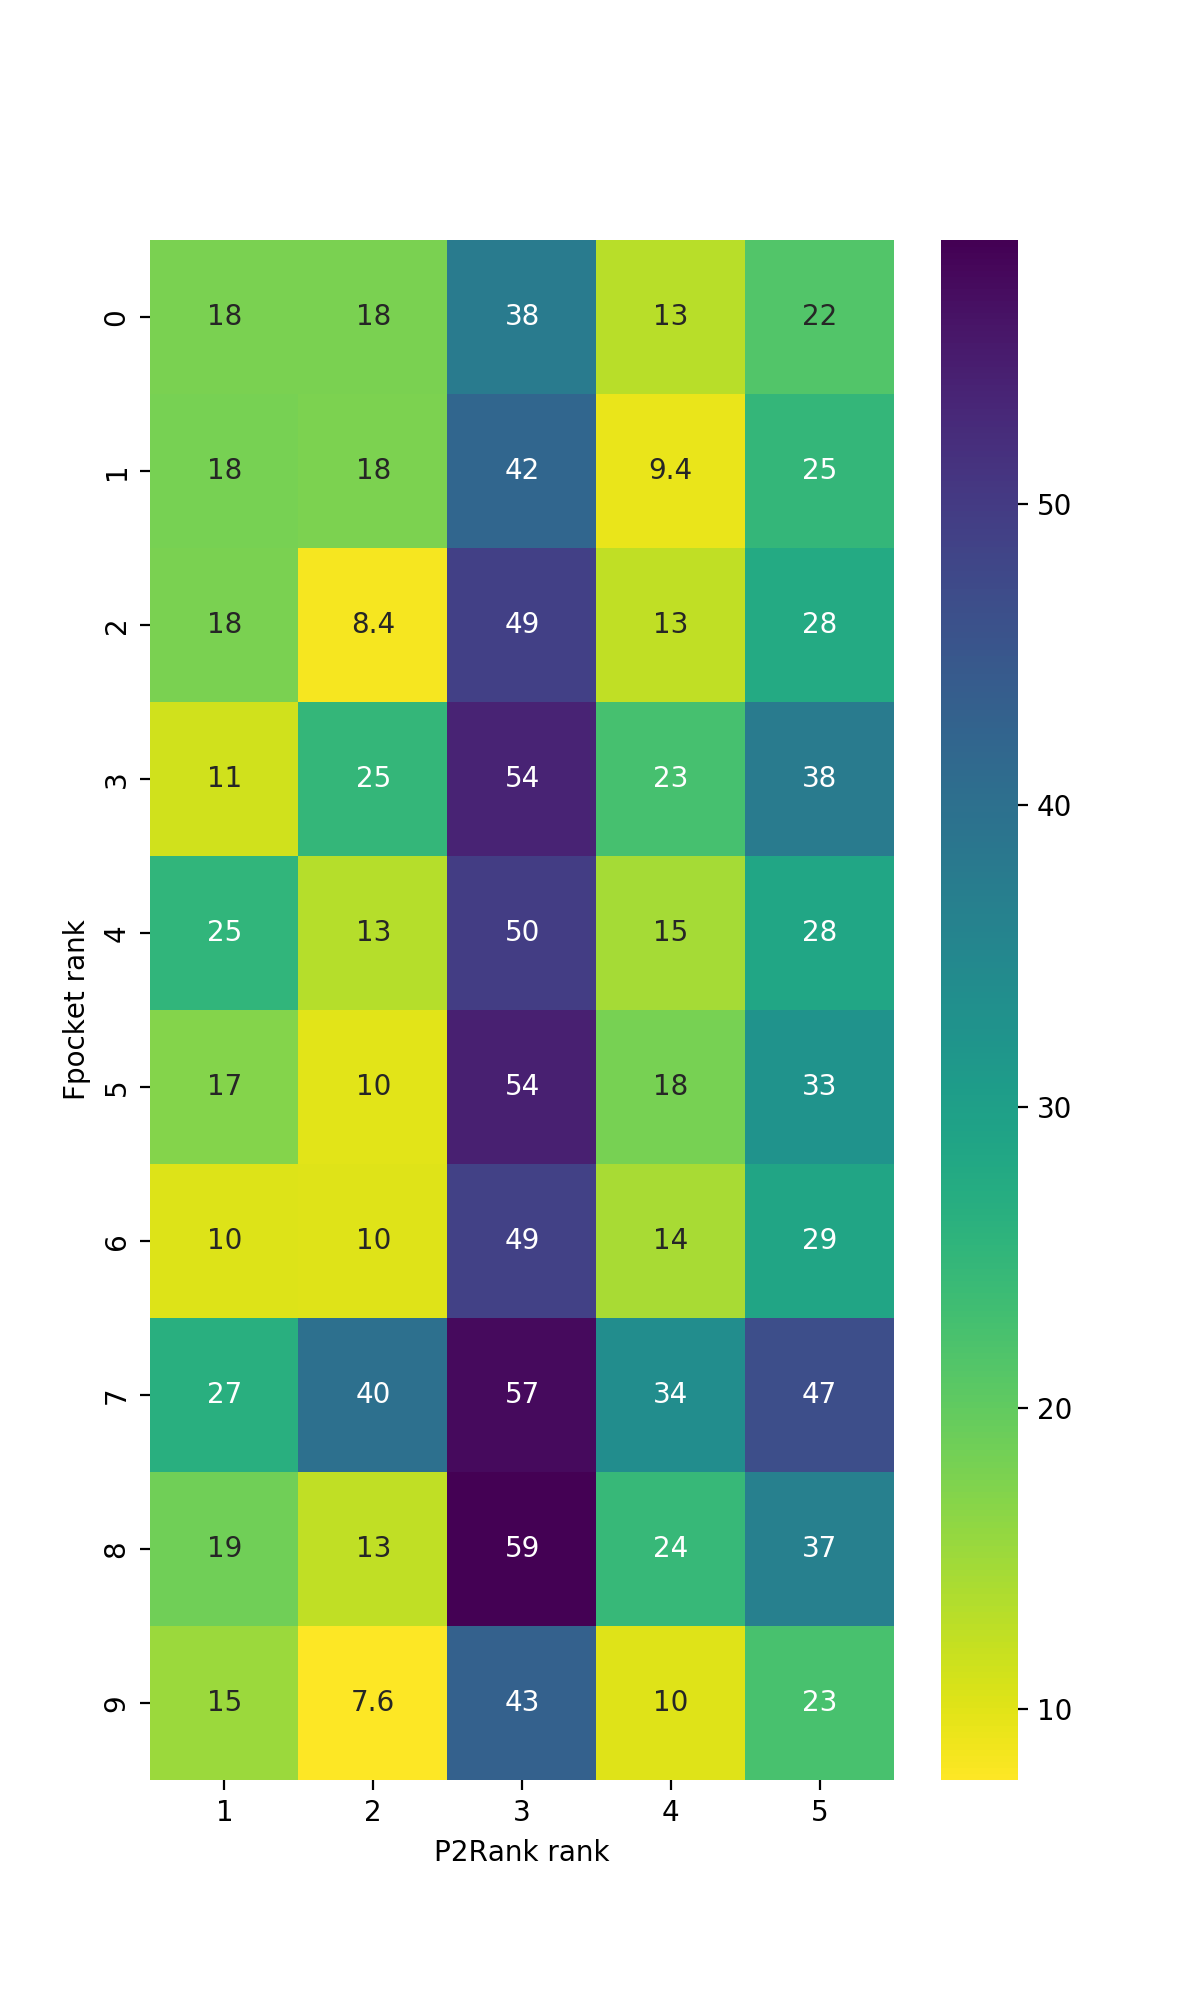 0 18 18 38 13 22
1 18 18 42 9.4 25
2 18 8.4 49 13 28
3 11 25 54 23 38
4 25 13 50 15 28
5 17 10 54 18 33
6 10 10 49 14 29
7 27 40 57 34 47
8 19 13 59 24 37
9 15 7.6 43 10 23
1 2 3 4 5
P2Rank rank
Fpocket rank
50
40
30
20
10